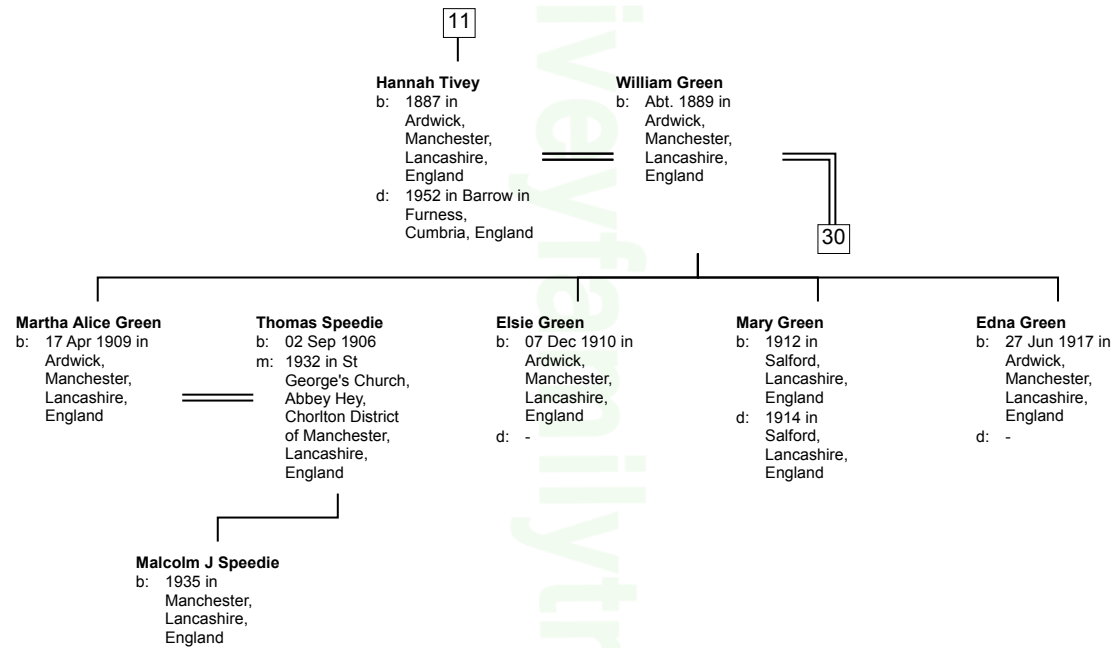 11
Hannah Tivey
b: 1887 in
Ardwick,
Manchester,
Lancashire,
England
d: 1952 in Barrow in
Furness,
Cumbria, England
William Green
b: Abt. 1889 in
Ardwick,
Manchester,
Lancashire,
England
30
Martha Alice Green
b: 17 Apr 1909 in
Ardwick,
Manchester,
Lancashire,
England
Thomas Speedie
b: 02 Sep 1906
m: 1932 in St
George's Church,
Abbey Hey,
Chorlton District
of Manchester,
Lancashire,
England
Elsie Green
b: 07 Dec 1910 in
Ardwick,
Manchester,
Lancashire,
England
d: -
Mary Green
b: 1912 in
Salford,
Lancashire,
England
d: 1914 in
Salford,
Lancashire,
England
Edna Green
b: 27 Jun 1917 in
Ardwick,
Manchester,
Lancashire,
England
d: -
Malcolm J Speedie
b: 1935 in
Manchester,
Lancashire,
England
iveyfamilytr